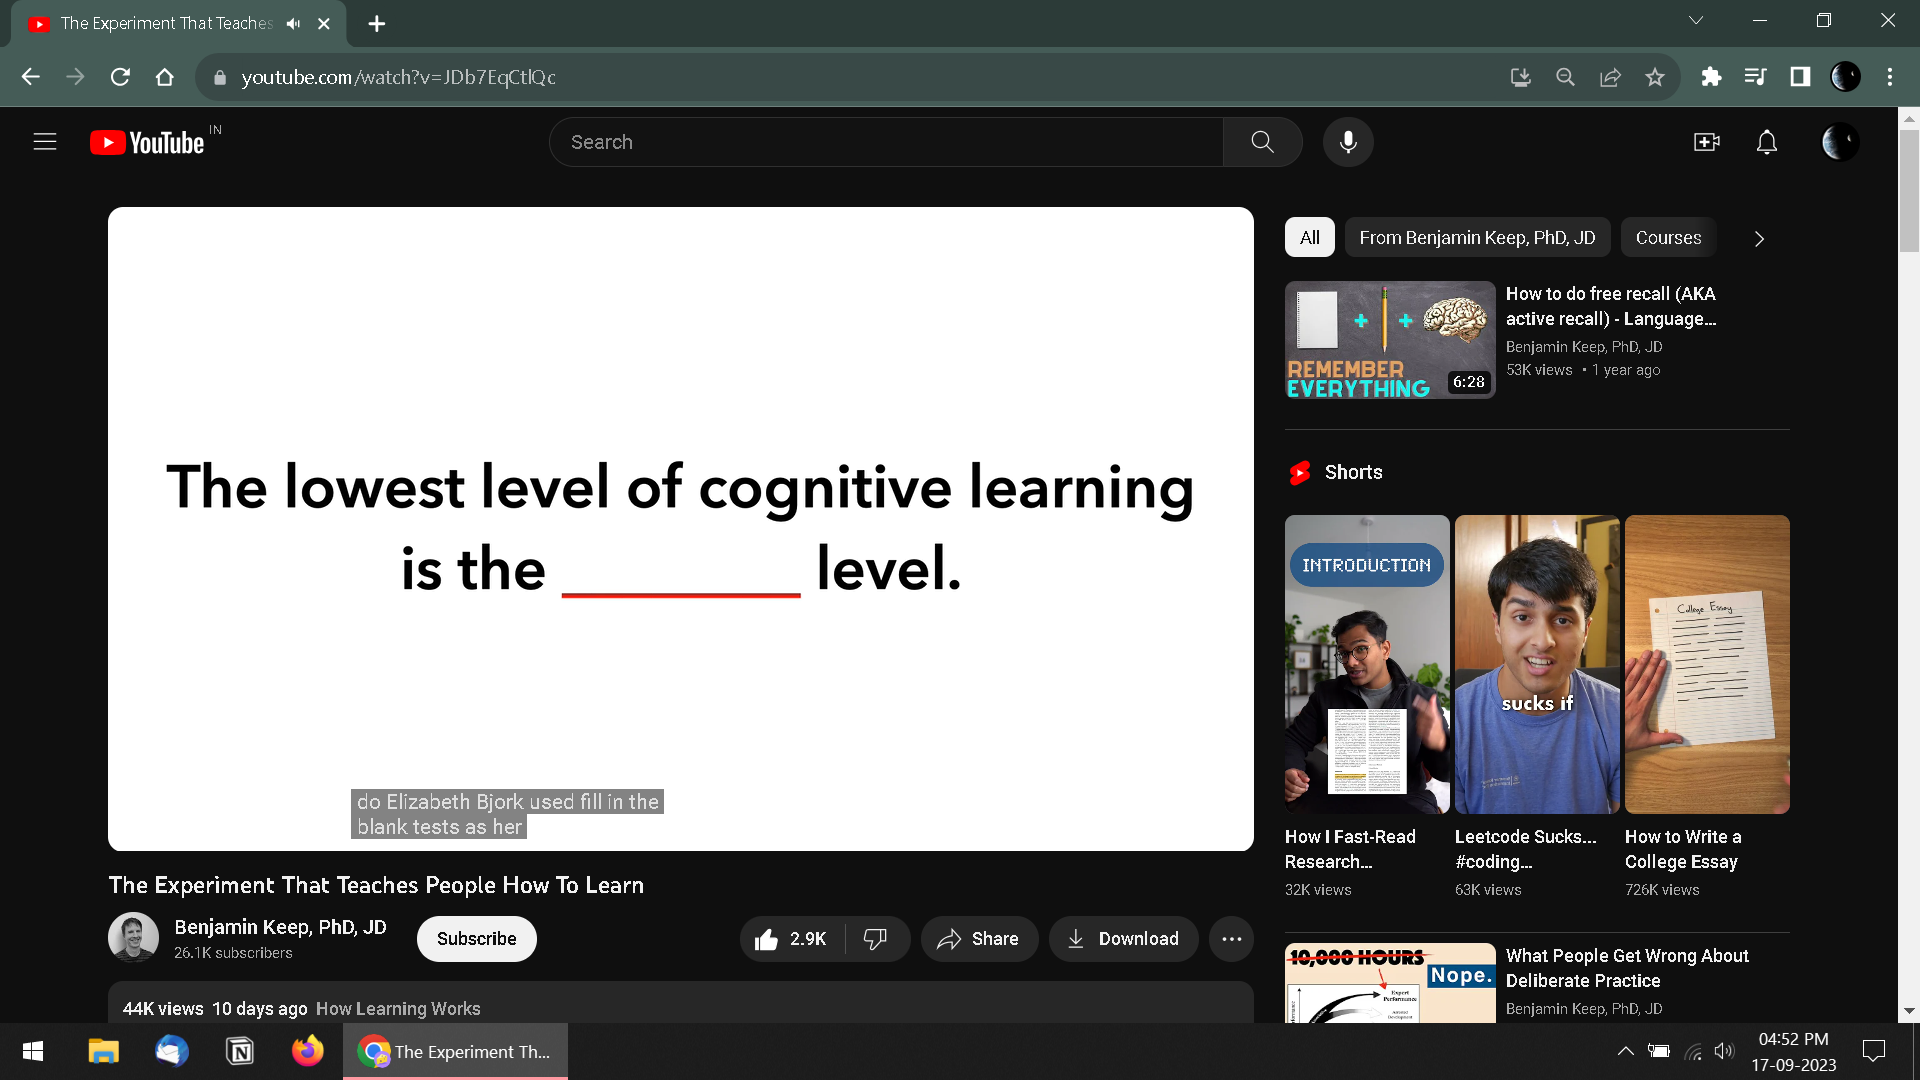 The Experiment That Teaches
youtube.com/watch?v=JDb7EqCtlQc
YouTube IN
Search
The lowest level of cognitive learning
is the ________ level.
do Elizabeth Bjork used fill in the
blank tests as her
The Experiment That Teaches People How To Learn
Benjamin Keep, PhD, JD
26.1K subscribers
Subscribe
2.9K
Share
Download
44K views 10 days ago How Learning Works
All
From Benjamin Keep, PhD, JD
Courses
REMEMBER
EVERYTHING
6:28
How to do free recall (AKA
active recall) - Language...
Benjamin Keep, PhD, JD
53K views • 1 year ago
Shorts
INTRODUCTION
sucks if
College Essay
How I Fast-Read
Research...
32K views
Leetcode Sucks...
#coding...
63K views
How to Write a
College Essay
726K views
10,000 HOURS
Nope.
Expert
Performance
Arrested
Development
What People Get Wrong About
Deliberate Practice
Benjamin Keep, PhD, JD
The Experiment Th...
04:52 PM
17-09-2023